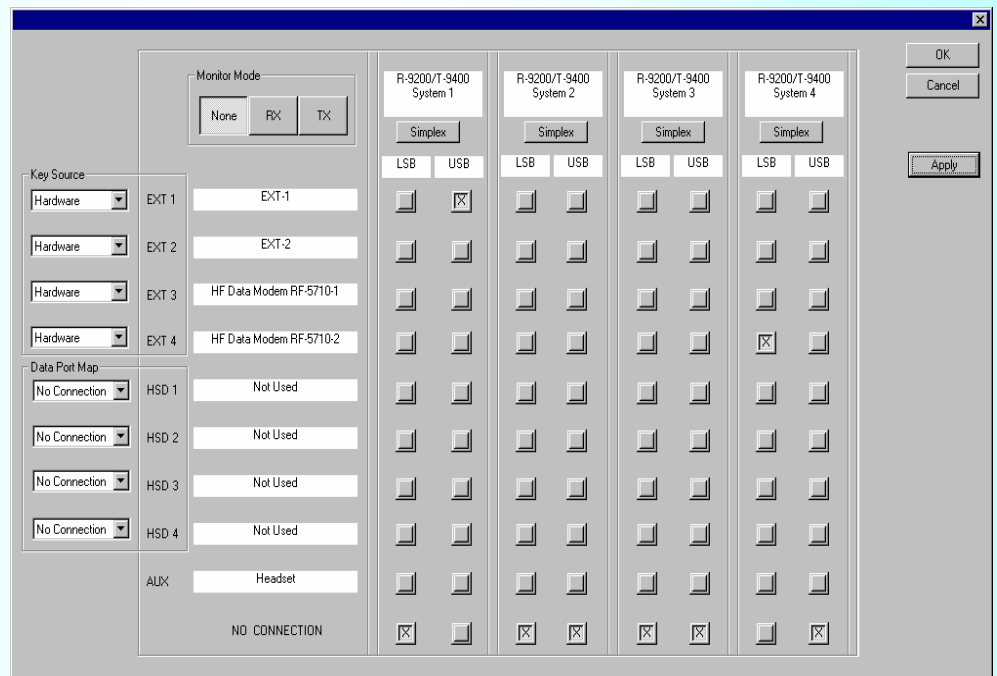 OK
Cancel
Apply
Monitor Mode
None RX TX
R-9200/T-9400 System 1
R-9200/T-9400 System 2
R-9200/T-9400 System 3
R-9200/T-9400 System 4
Simplex Simplex Simplex Simplex
LSB USB LSB USB LSB USB LSB USB
Key Source
Hardware EXT 1 EXT-1
Hardware EXT 2 EXT-2
Hardware EXT 3 HF Data Modem RF-5710-1
Hardware EXT 4 HF Data Modem RF-5710-2
Data Port Map
No Connection HSD 1 Not Used
No Connection HSD 2 Not Used
No Connection HSD 3 Not Used
No Connection HSD 4 Not Used
AUX Headset
NO CONNECTION